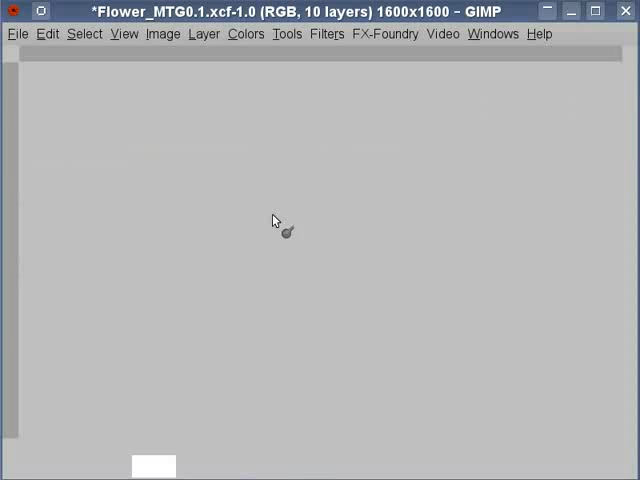 *Flower_MTG0.1.xcf-1.0 (RGB, 10 layers) 1600x1600 – GIMP
File Edit Select View Image Layer Colors Tools Filters FX-Foundry Video Windows Help